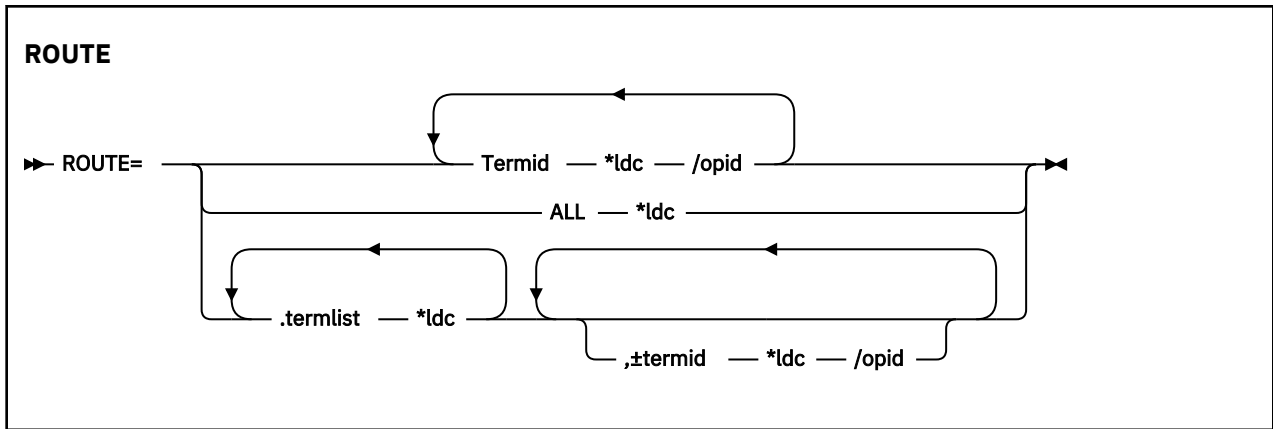 ROUTE
ROUTE= Termid *ldc /opid
ALL *ldc
.termlist *ldc
,±termid *ldc /opid